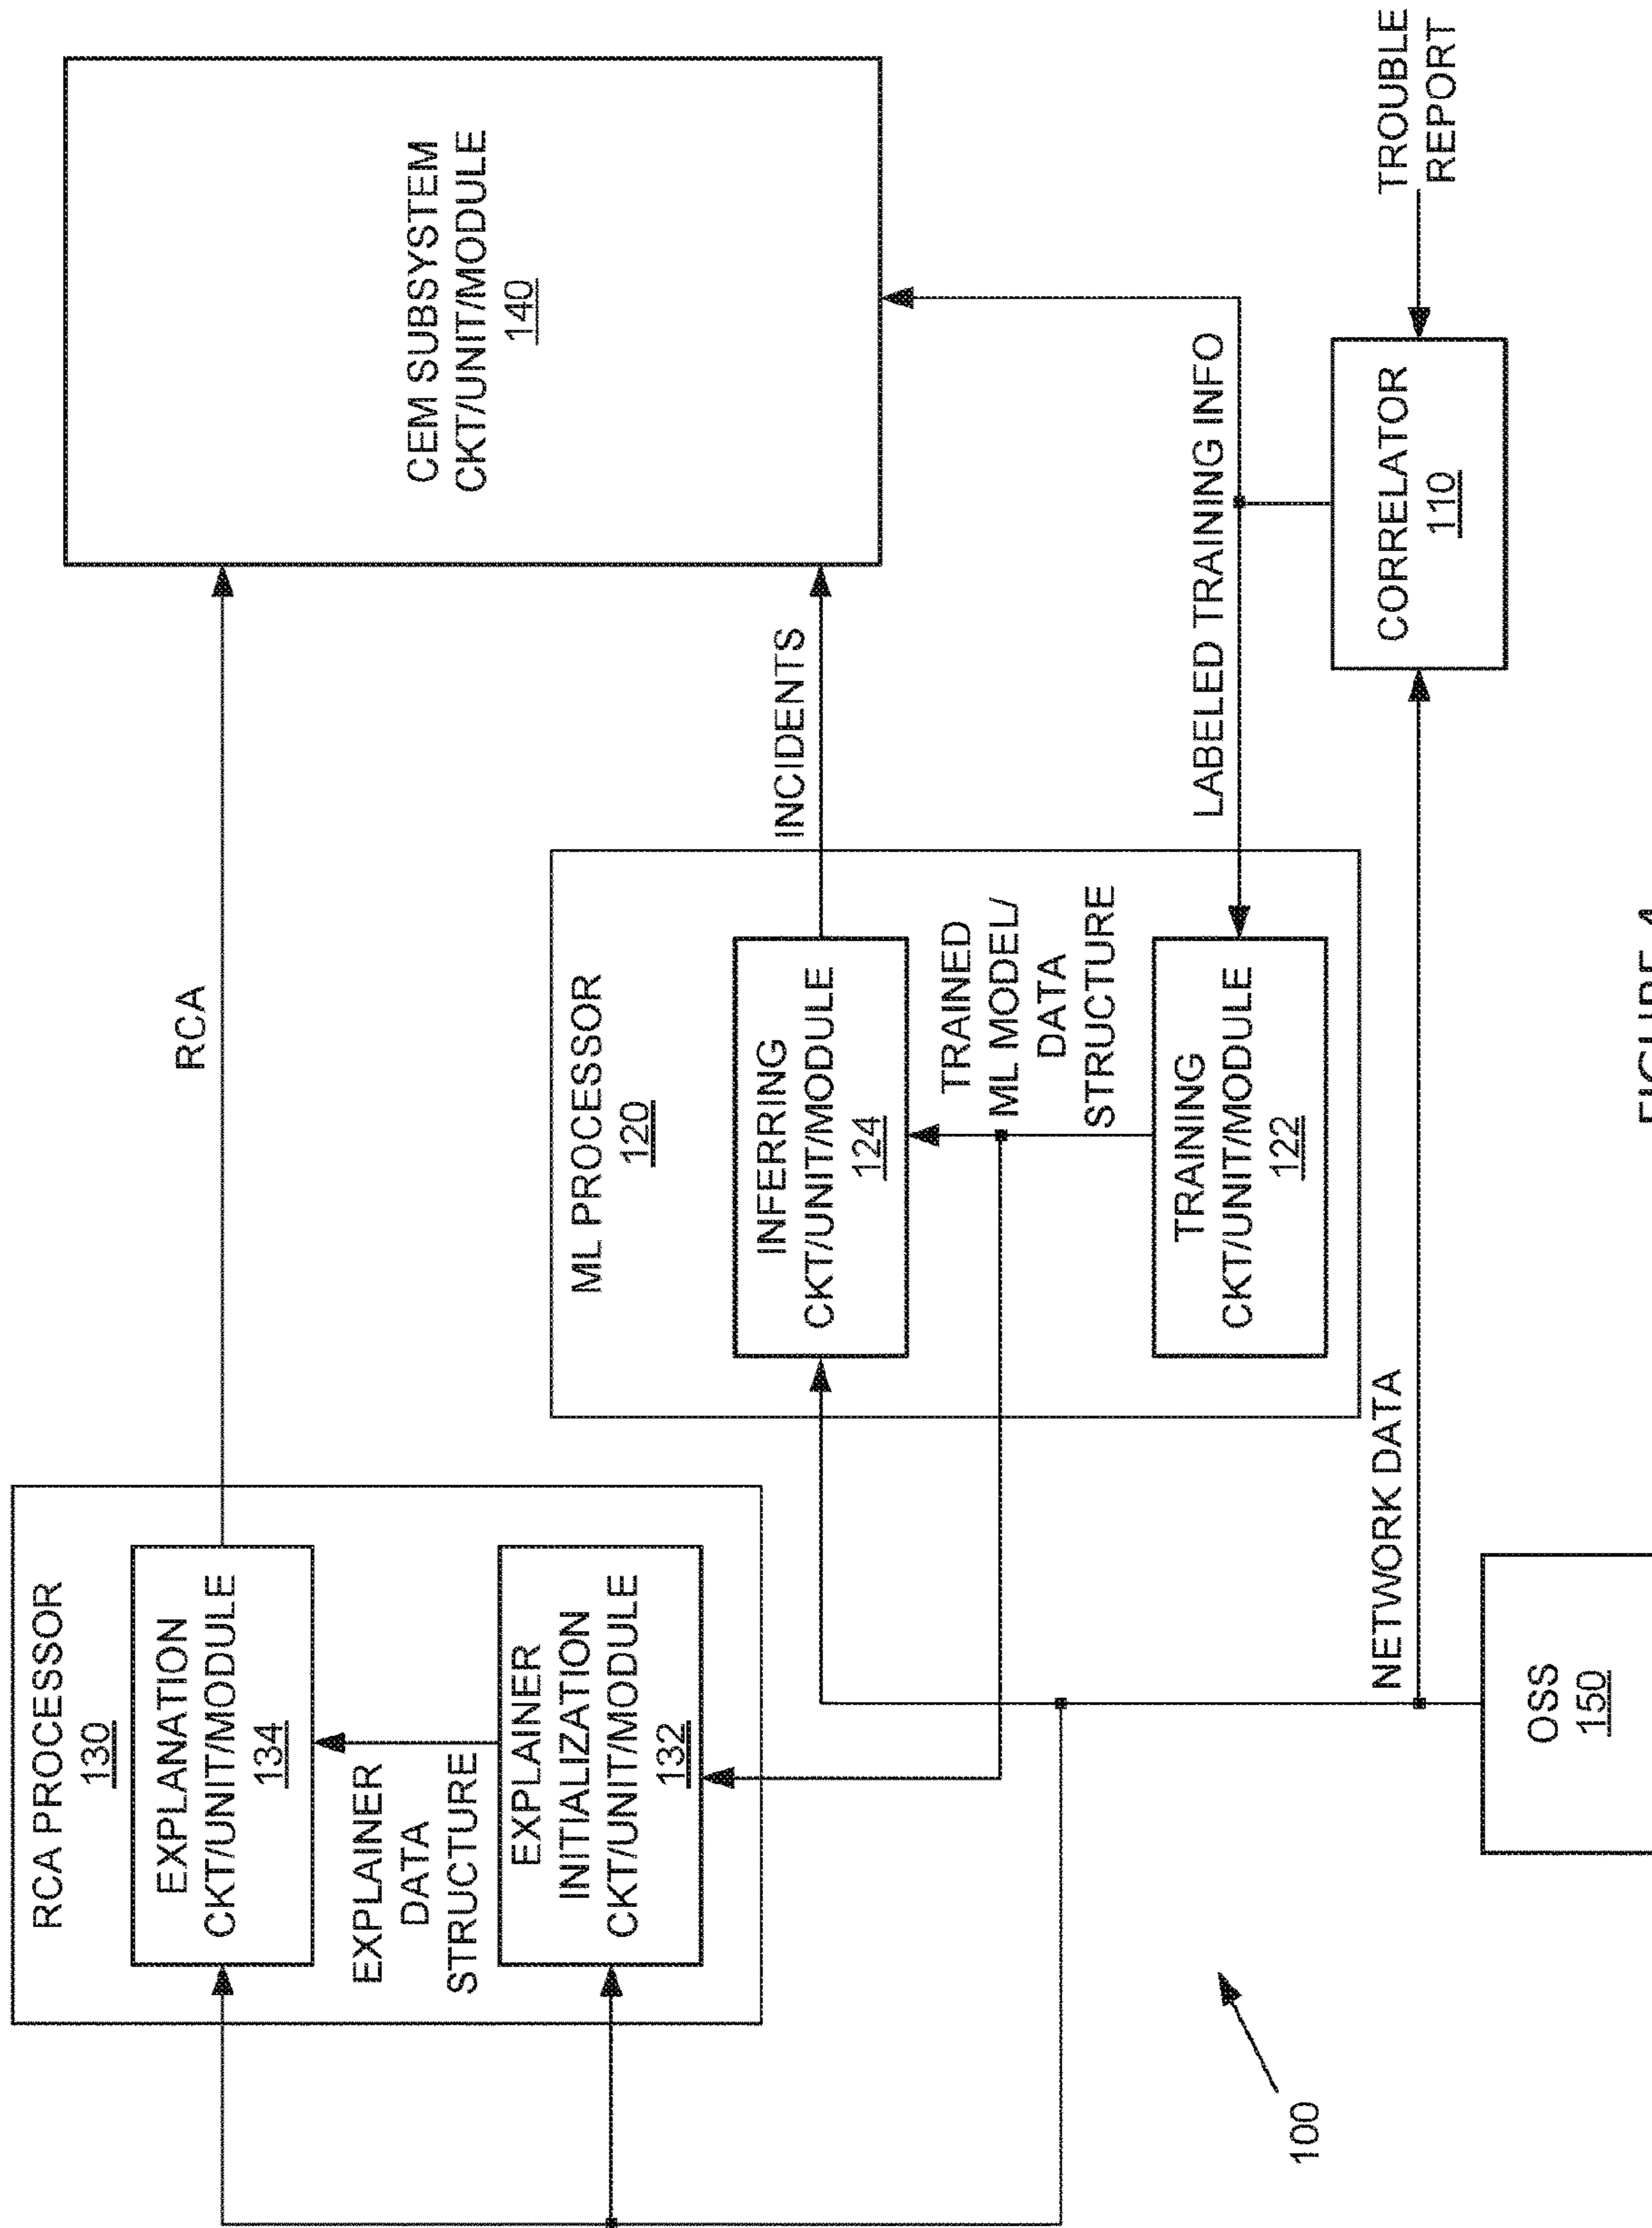 RCA PROCESSOR
130
EXPLANATION
CKT/UNIT/MODULE
134
EXPLAINER
DATA
STRUCTURE
EXPLAINER
INITIALIZATION
CKT/UNIT/MODULE
132
RCA
CEM SUBSYSTEM
CKT/UNIT/MODULE
140
ML PROCESSOR
120
INFERRING
CKT/UNIT/MODULE
124
INCIDENTS
TRAINED
ML MODEL/
DATA
STRUCTURE
TRAINING
CKT/UNIT/MODULE
122
LABELED TRAINING INFO
NETWORK DATA
CORRELATOR
110
TROUBLE
REPORT
OSS
150
100